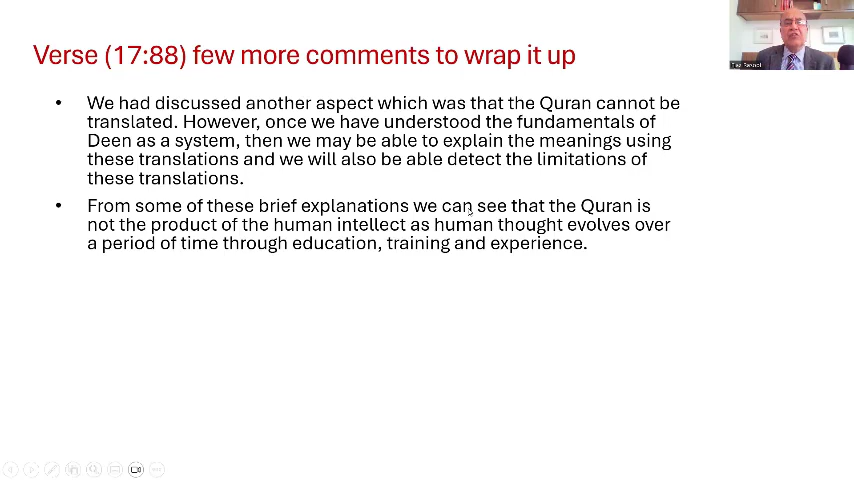 Verse (17:88) few more comments to wrap it up
• We had discussed another aspect which was that the Quran cannot be
translated. However, once we have understood the fundamentals of
Deen as a system, then we may be able to explain the meanings using
these translations and we will also be able detect the limitations of
these translations.
• From some of these brief explanations we can see that the Quran is
not the product of the human intellect as human thought evolves over
a period of time through education, training and experience.